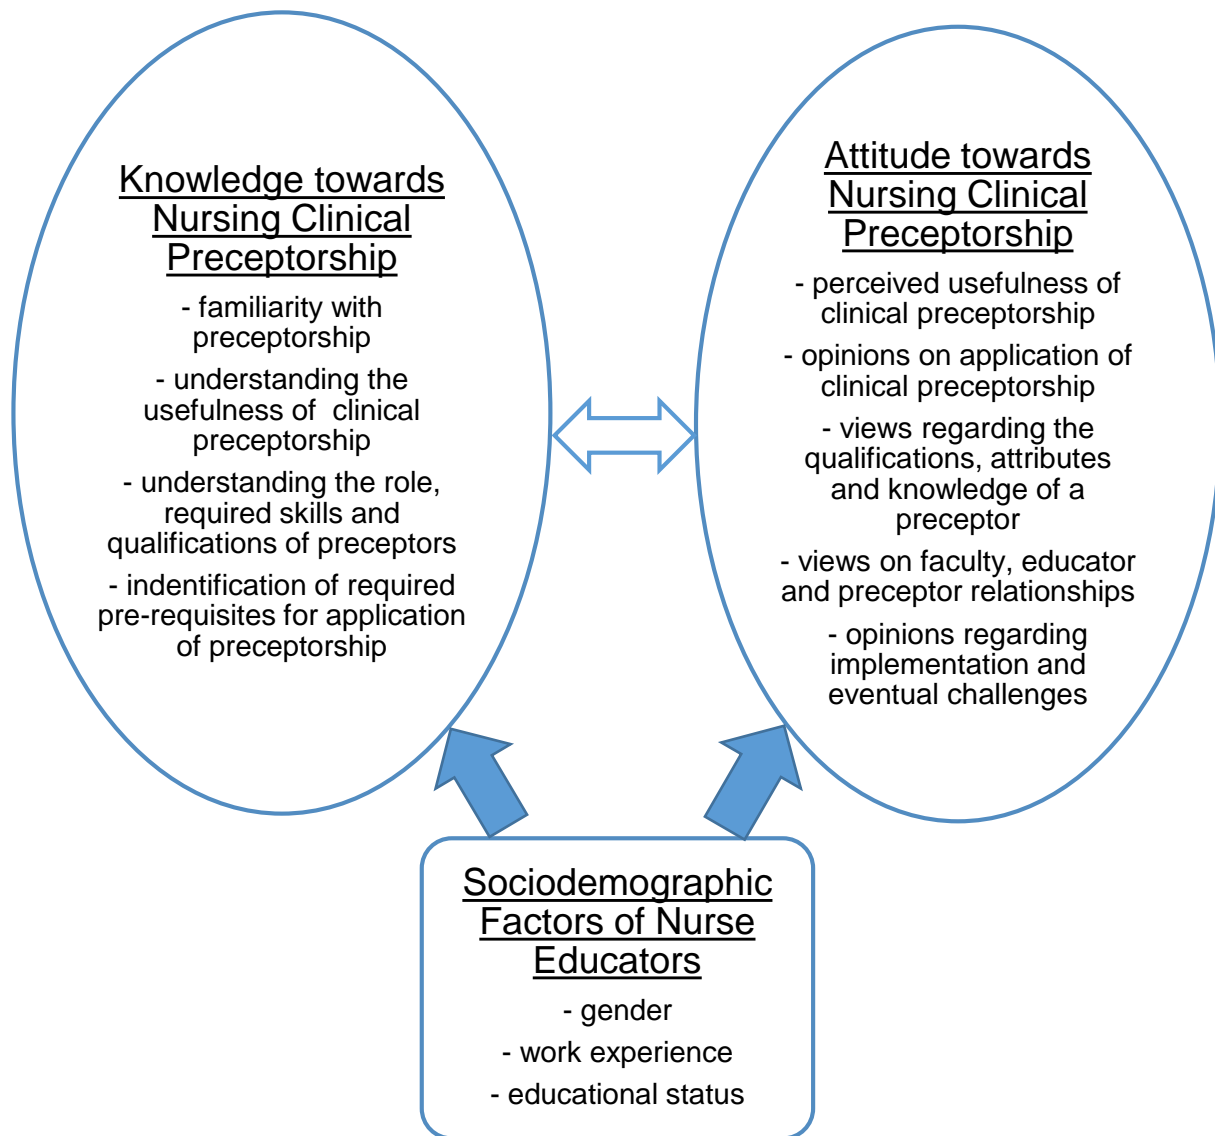 Knowledge towards
Nursing Clinical
Preceptorship
- familiarity with
preceptorship
- understanding the
usefulness of  clinical
preceptorship
- understanding the role,
required skills and
qualifications of preceptors
- indentification of required
pre-requisites for application
of preceptorship
Attitude towards
Nursing Clinical
Preceptorship
- perceived usefulness of
clinical preceptorship
- opinions on application of
clinical preceptorship
- views regarding the
qualifications, attributes
and knowledge of a
preceptor
- views on faculty, educator
and preceptor relationships
- opinions regarding
implementation and
eventual challenges
Sociodemographic
Factors of Nurse
Educators
- gender
- work experience
- educational status